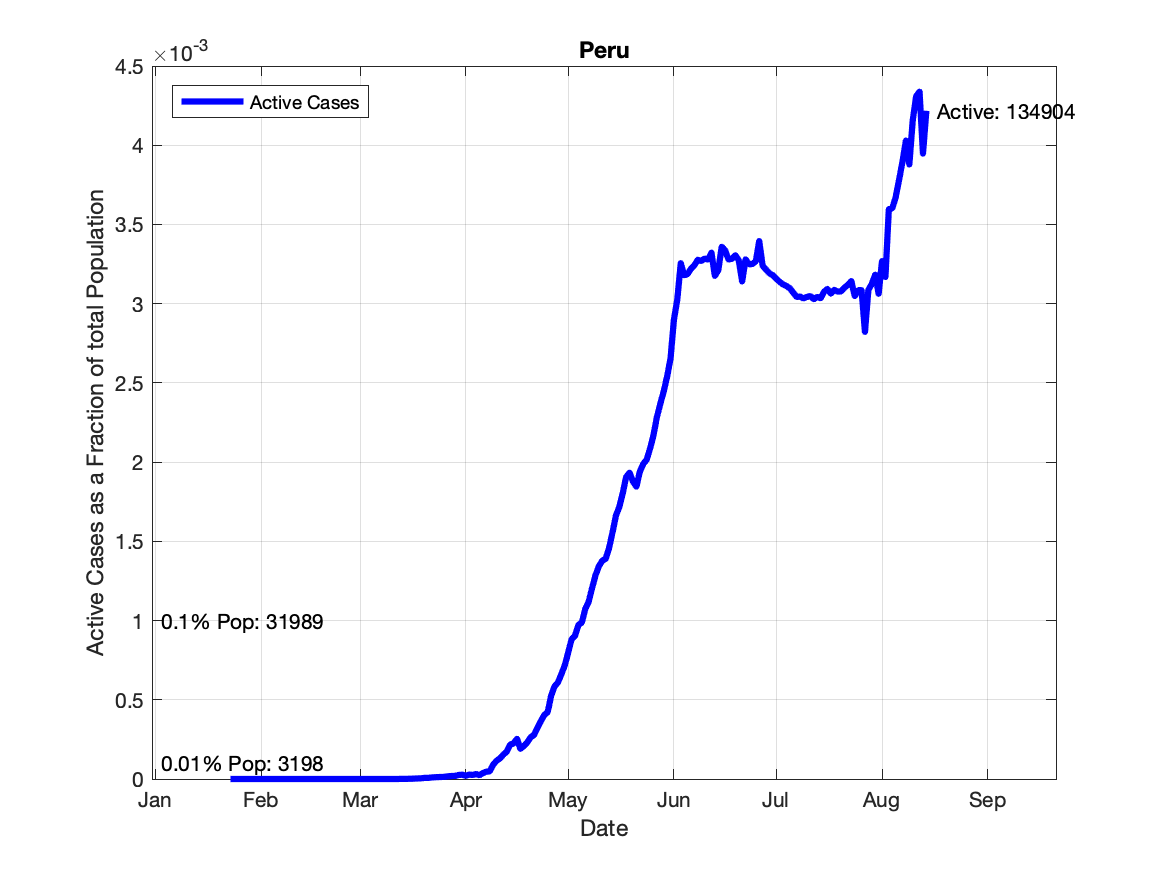 Peru
×10-3
4.5
4
3.5
3
2.5
2
1.5
1
0.5
0
Active Cases as a Fraction of total Population
Active Cases
Active: 134904
0.1% Pop: 31989
0.01% Pop: 3198
Jan Feb Mar Apr May Jun Jul Aug Sep
Date